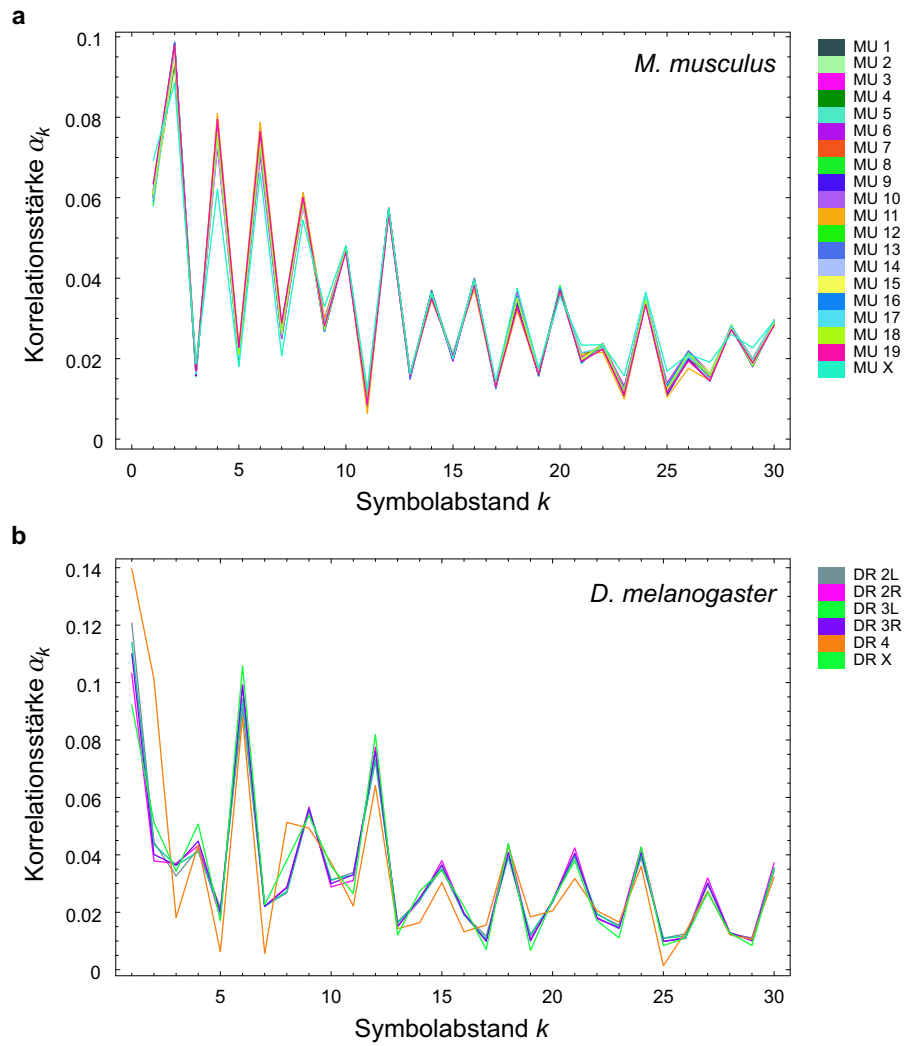 a
M. musculus
0.1
0.08
0.06
0.04
0.02
0
Korrelationsstärke αk
0 5 10 15 20 25 30
Symbolabstand k
MU 1
MU 2
MU 3
MU 4
MU 5
MU 6
MU 7
MU 8
MU 9
MU 10
MU 11
MU 12
MU 13
MU 14
MU 15
MU 16
MU 17
MU 18
MU 19
MU X
b
D. melanogaster
0.14
0.12
0.1
0.08
0.06
0.04
0.02
0
Korrelationsstärke αk
5 10 15 20 25 30
Symbolabstand k
DR 2L
DR 2R
DR 3L
DR 3R
DR 4
DR X